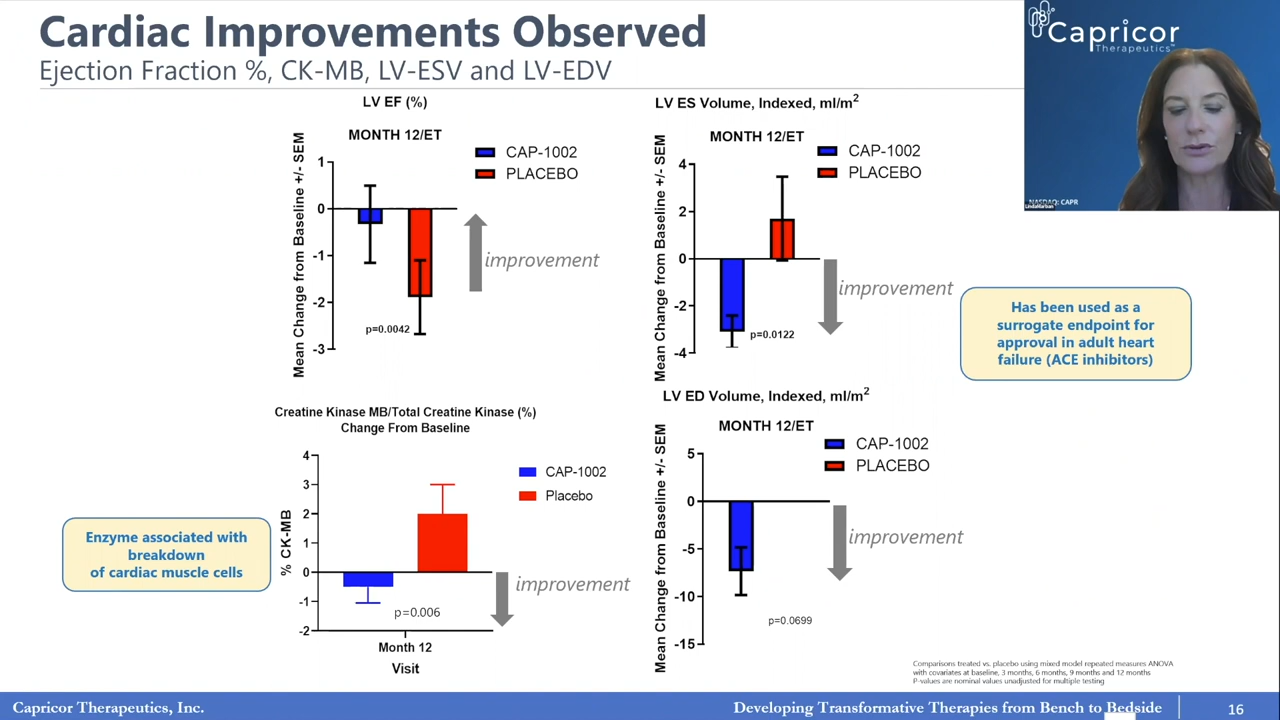 Cardiac Improvements Observed
Ejection Fraction %, CK-MB, LV-ESV and LV-EDV
Capricor
Therapeutics™
NASDAQ: CAPR
LV EF (%)
MONTH 12/ET
Mean Change from Baseline +/- SEM
1
0
-1
-2
-3
CAP-1002
PLACEBO
improvement
p=0.0042
LV ES Volume, Indexed, ml/m²
MONTH 12/ET
Mean Change from Baseline +/- SEM
4
2
0
-2
-4
CAP-1002
PLACEBO
improvement
p=0.0122
Has been used as a
surrogate endpoint for
approval in adult heart
failure (ACE inhibitors)
Creatine Kinase MB/Total Creatine Kinase (%)
Change From Baseline
% CK-MB
4
3
2
1
0
-1
-2
CAP-1002
Placebo
improvement
p=0.006
Month 12
Visit
Enzyme associated with
breakdown
of cardiac muscle cells
LV ED Volume, Indexed, ml/m²
MONTH 12/ET
Mean Change from Baseline +/- SEM
5
0
-5
-10
-15
CAP-1002
PLACEBO
improvement
p=0.0699
Comparisons treated vs. placebo using mixed model repeated measures ANOVA
with covariates at baseline, 3 months, 6 months, 9 months and 12 months
P-values are nominal values unadjusted for multiple testing
Capricor Therapeutics, Inc.
Developing Transformative Therapies from Bench to Bedside
16